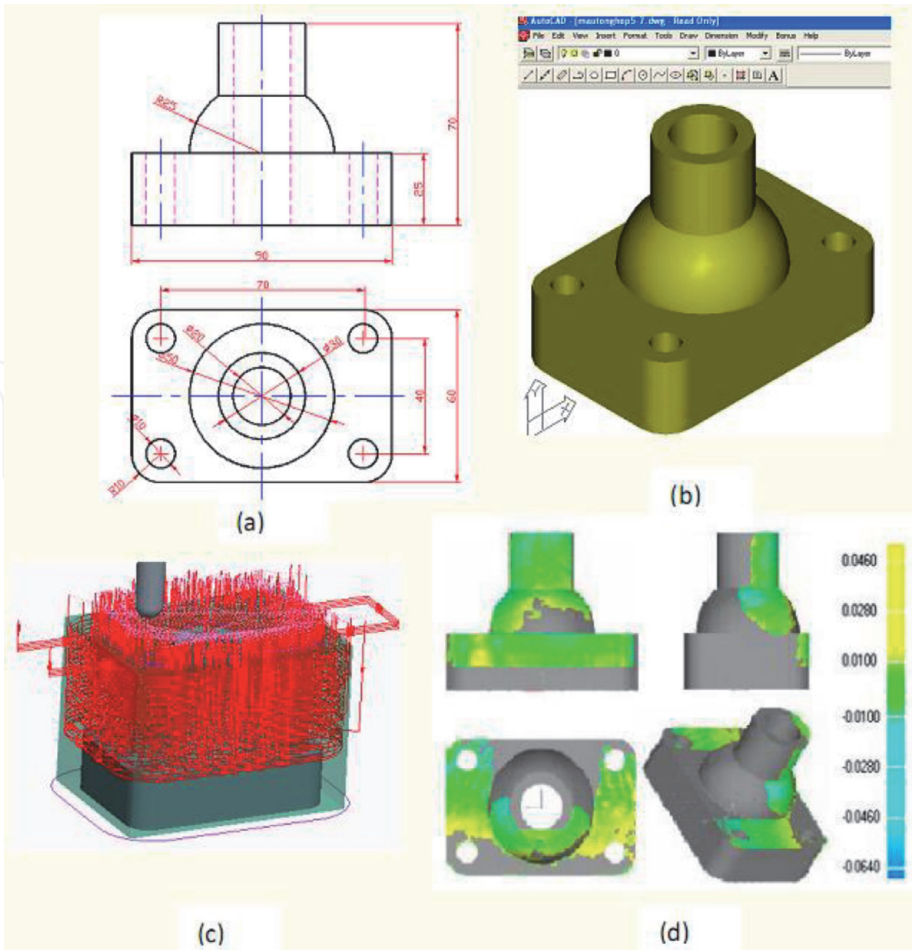 R25
70
25
90
70
Ø20
Ø30
Ø50
40
60
Ø10
R10
(a)
AutoCAD - [mautonghop5-7.dwg - Read Only]
File Edit View Insert Format Tools Draw Dimension Modify Bonus Help
0 ByLayer ByLayer
A
(b)
(c)
0.0460
0.0280
0.0100
-0.0100
-0.0280
-0.0460
-0.0640
(d)